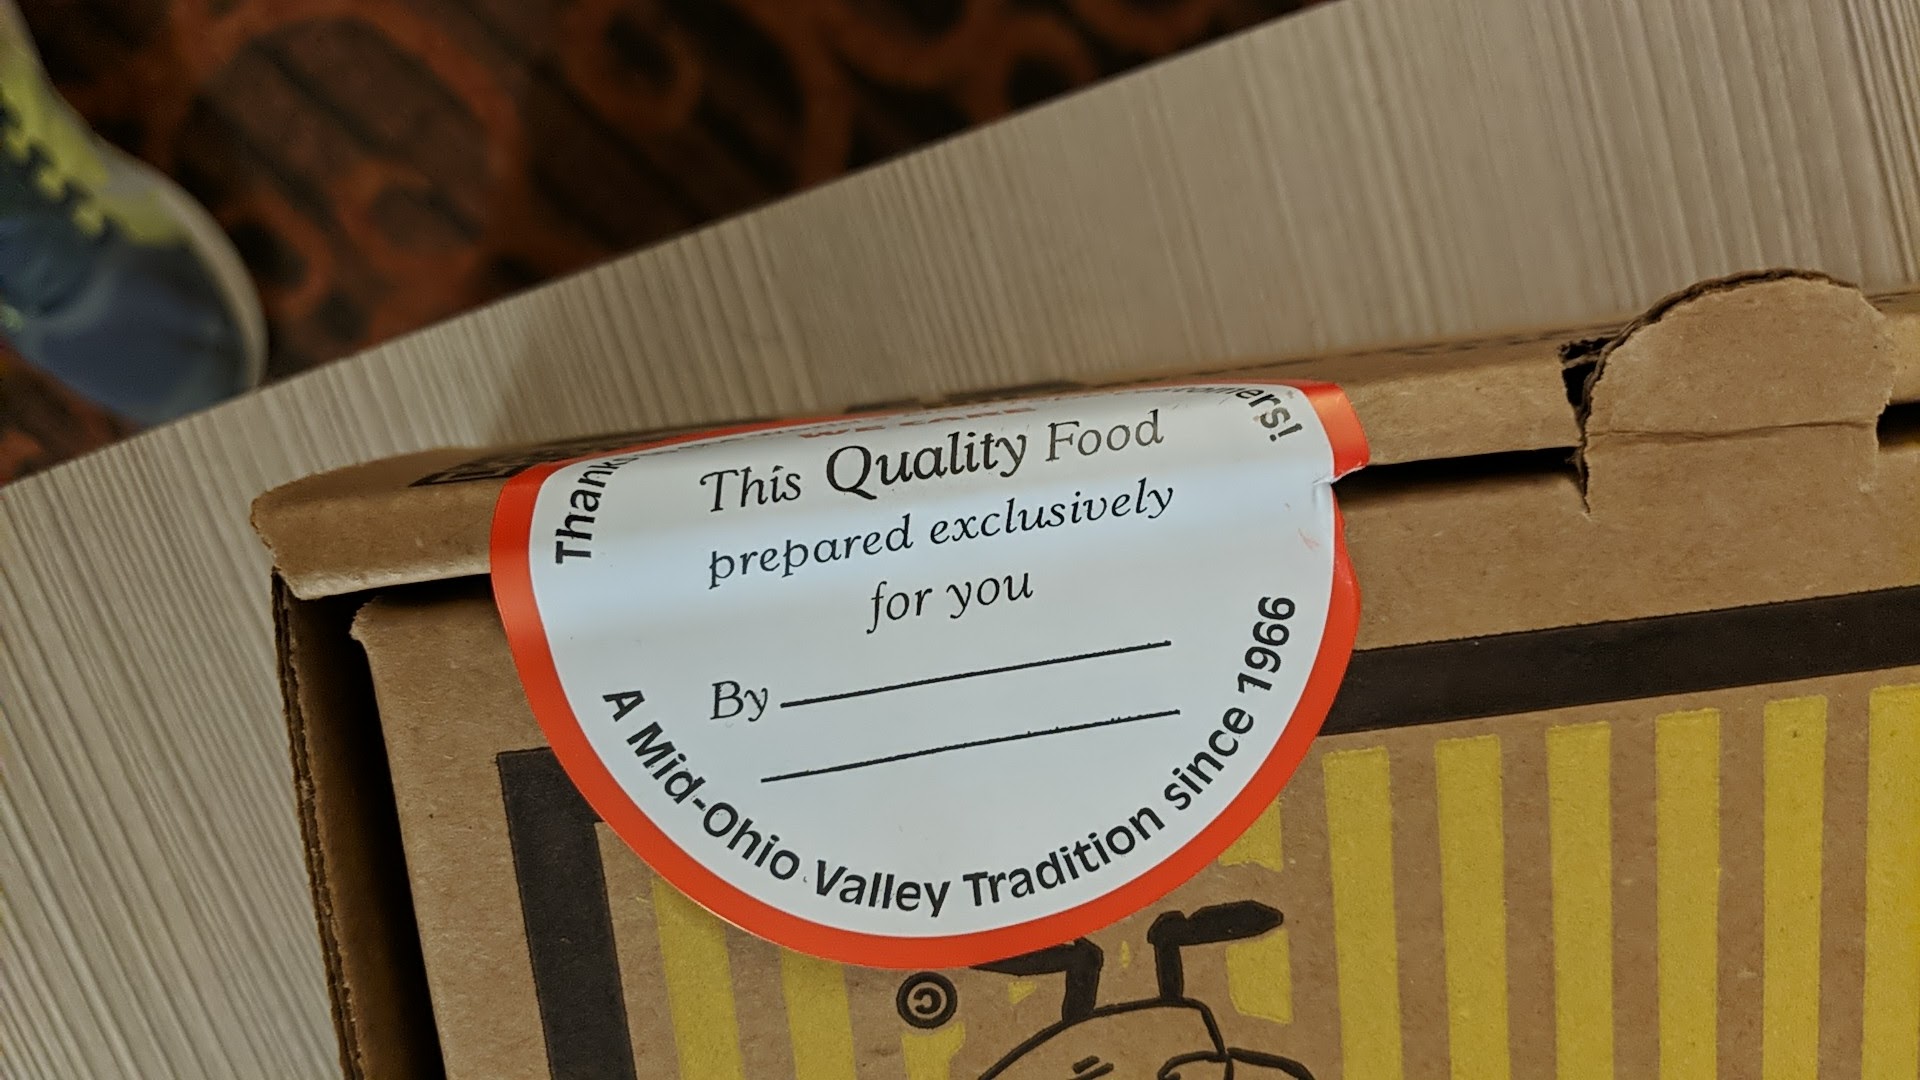 Thank
ers!
This Quality Food
prepared exclusively
for you
By
A Mid-Ohio Valley Tradition since 1966
©